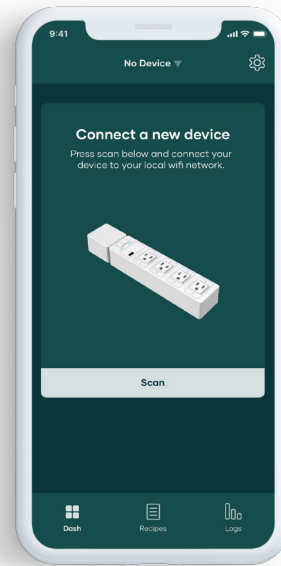 9:41
No Device
Connect a new device
Press scan below and connect your
device to your local wifi network.
Scan
Dash
Recipes
Logs